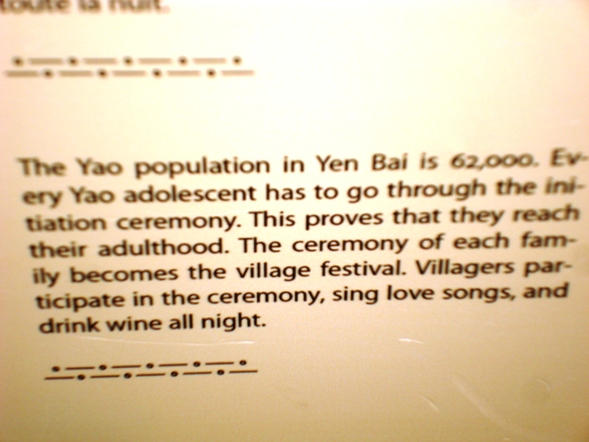 toute la nuit.
The Yao population in Yen Bai is 62,000. Ev-
ery Yao adolescent has to go through the ini-
tiation ceremony. This proves that they reach
their adulthood. The ceremony of each fam-
ily becomes the village festival. Villagers par-
ticipate in the ceremony, sing love songs, and
drink wine all night.